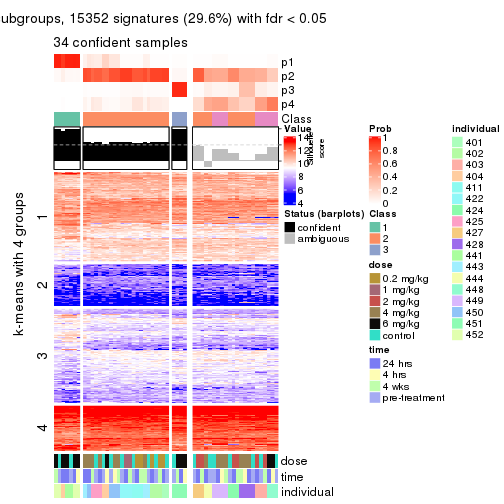 ubgroups, 15352 signatures (29.6%) with fdr < 0.05
34 confident samples
p1
p2
p3
p4
Class
Silhouette
score
k-means with 4 groups
1
2
3
4
dose
time
individual
Value
14
12
10
8
6
4
Status (barplots)
confident
ambiguous
Prob
1
0.8
0.6
0.4
0.2
0
Class
1
2
3
dose
0.2 mg/kg
1 mg/kg
2 mg/kg
4 mg/kg
6 mg/kg
control
time
24 hrs
4 hrs
4 wks
pre-treatment
individual
401
402
403
404
411
422
424
425
427
428
441
443
444
448
449
450
451
452